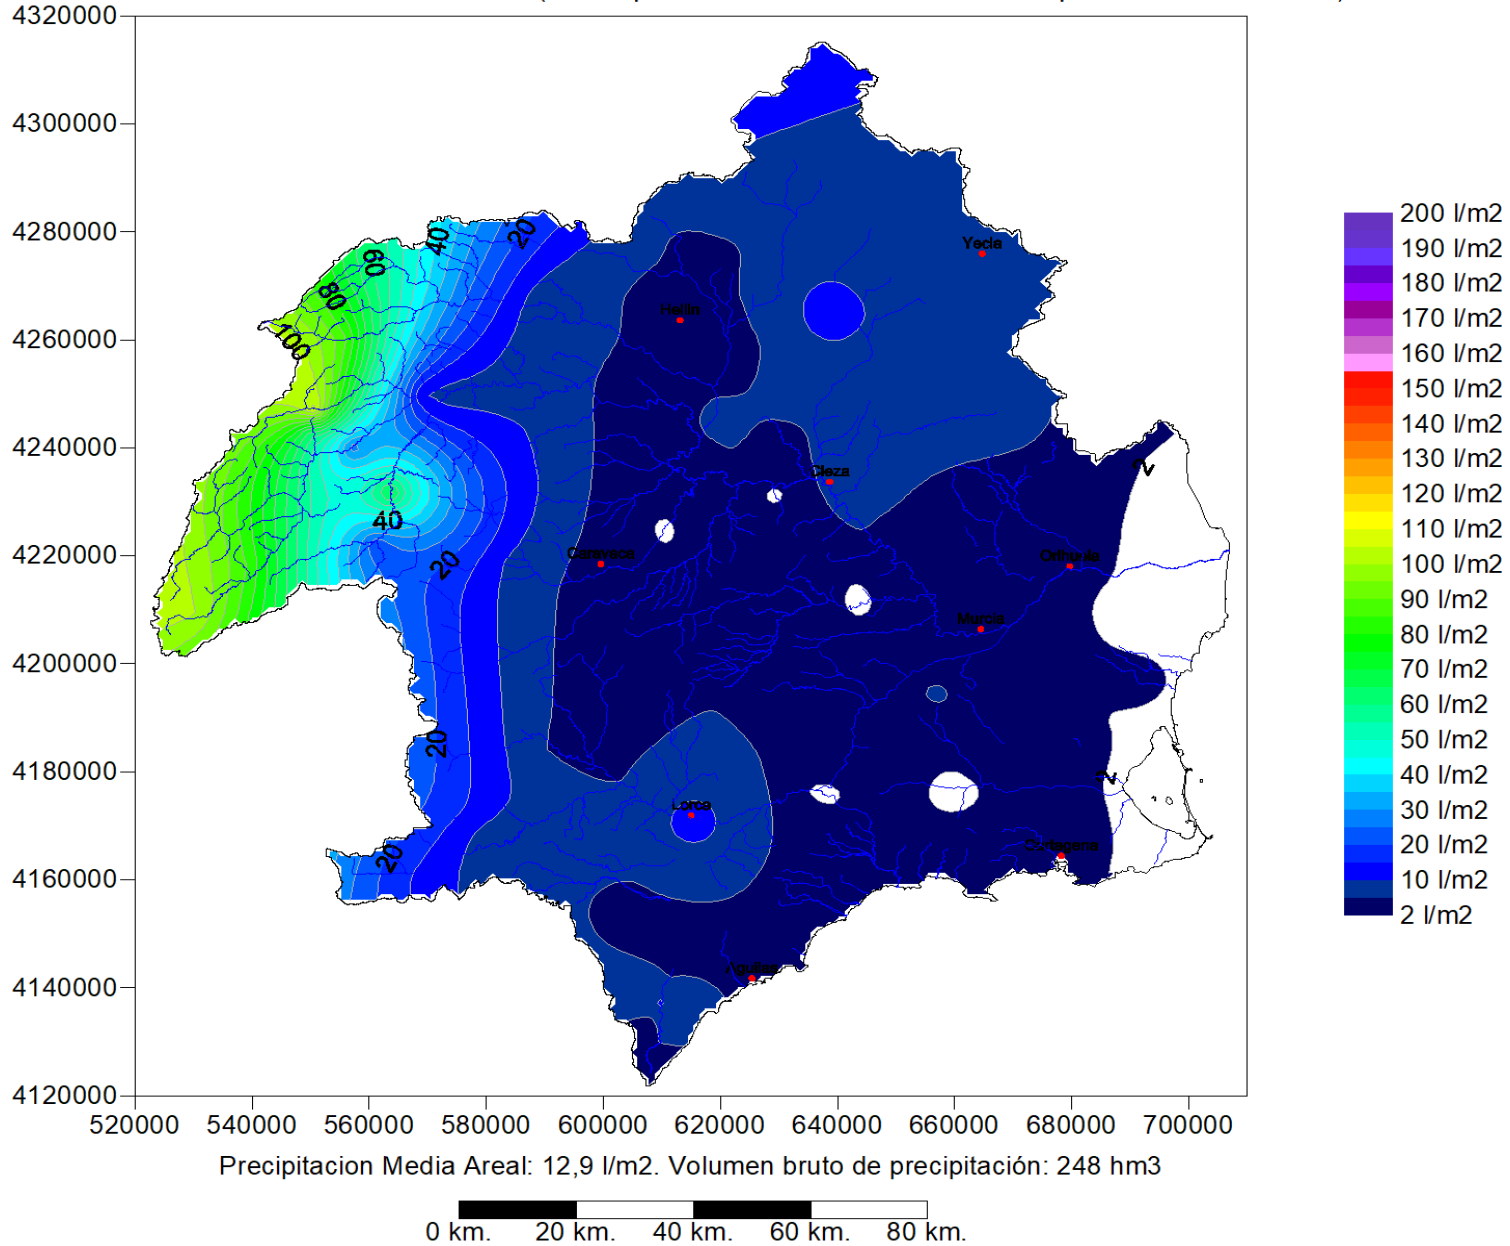 4320000
4300000
4280000
4260000
4240000
4220000
4200000
4180000
4160000
4140000
4120000
520000 540000 560000 580000 600000 620000 640000 660000 680000 700000
100
80
60
40
20
40
20
20
20
2
2
Yecla
Hellin
Cieza
Caravaca
Orihuela
Murcia
Lorca
Cartagena
Aguilas
200 l/m2
190 l/m2
180 l/m2
170 l/m2
160 l/m2
150 l/m2
140 l/m2
130 l/m2
120 l/m2
110 l/m2
100 l/m2
90 l/m2
80 l/m2
70 l/m2
60 l/m2
50 l/m2
40 l/m2
30 l/m2
20 l/m2
10 l/m2
2 l/m2
Precipitacion Media Areal: 12,9 l/m2. Volumen bruto de precipitación: 248 hm3
0 km. 20 km. 40 km. 60 km. 80 km.